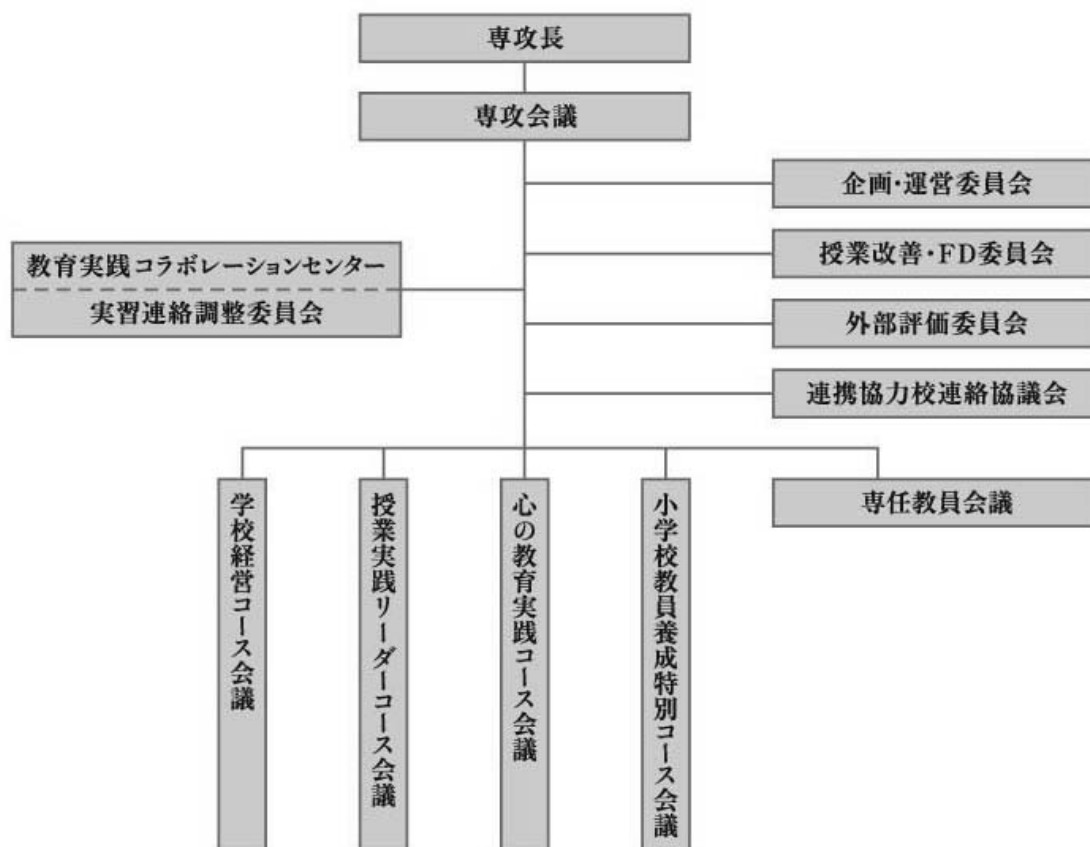 専攻長
専攻会議
企画・運営委員会
授業改善・FD委員会
教育実践コラボレーションセンター
実習連絡調整委員会
外部評価委員会
連携協力校連絡協議会
学校経営コース会議
授業実践リーダーコース会議
心の教育実践コース会議
小学校教員養成特別コース会議
専任教員会議